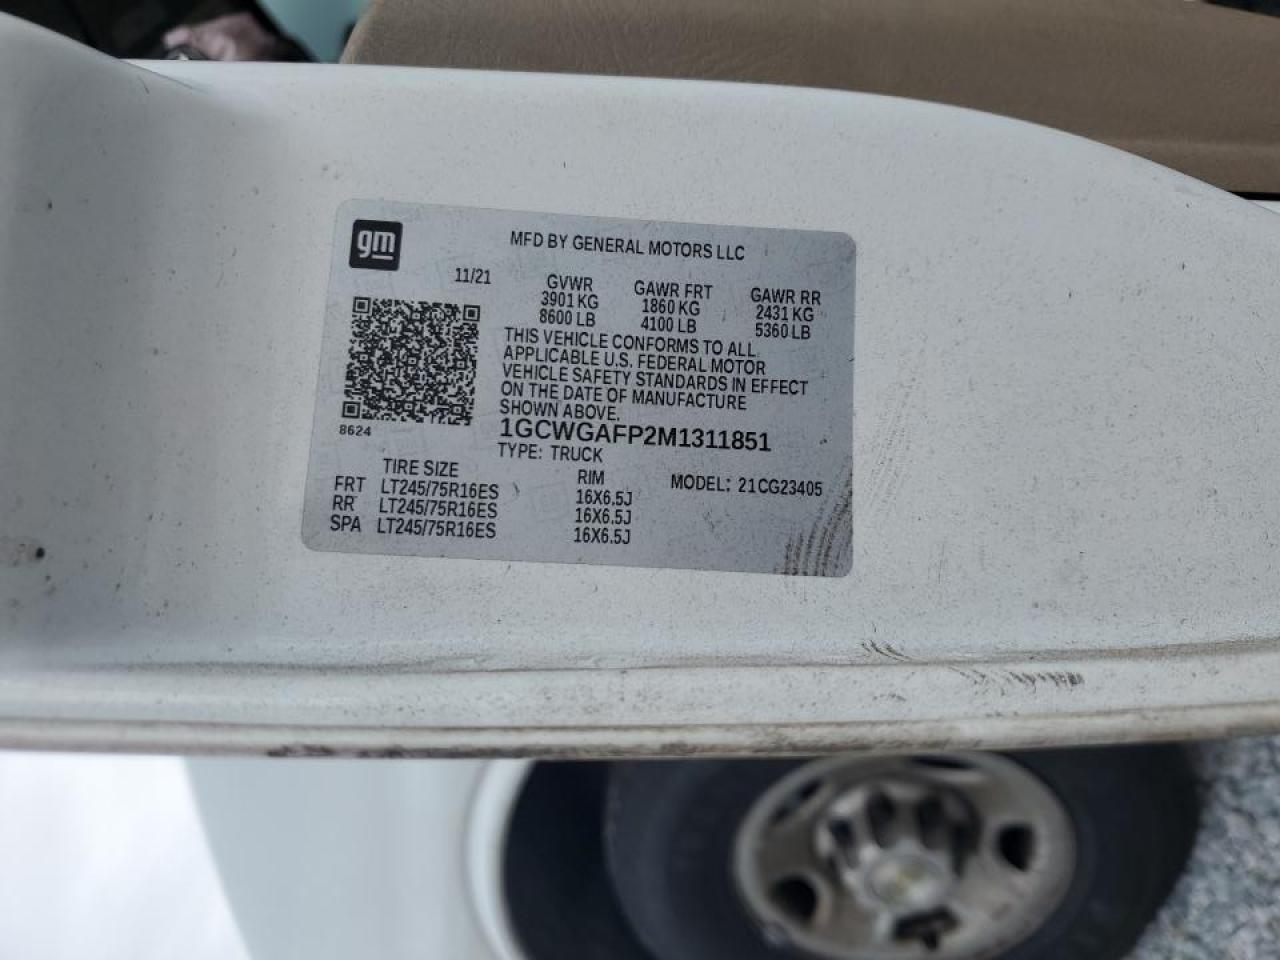 gm
MFD BY GENERAL MOTORS LLC
11/21 GVWR GAWR FRT GAWR RR
3901 KG 1860 KG 2431 KG
8600 LB 4100 LB 5360 LB
THIS VEHICLE CONFORMS TO ALL
APPLICABLE U.S. FEDERAL MOTOR
VEHICLE SAFETY STANDARDS IN EFFECT
ON THE DATE OF MANUFACTURE
SHOWN ABOVE.
8624
1GCWGAFP2M1311851
TYPE: TRUCK
TIRE SIZE RIM MODEL: 21CG23405
FRT LT245/75R16ES 16X6.5J
RR LT245/75R16ES 16X6.5J
SPA LT245/75R16ES 16X6.5J